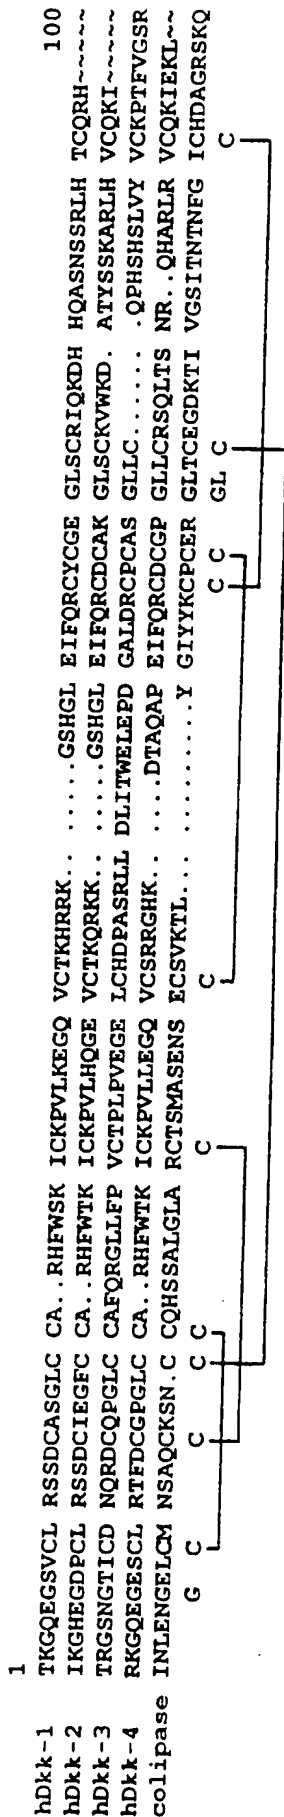 1 100
hDkk-1 TKGQEGSVCL RSSDCASGLC CA..RHFWSK ICKPVLKEGQ VCTKHRRK.. ......GSHGL EIFQRCYCGE GLSCRIQKDH HQASNSSRLH TCQRH~~~~~
hDkk-2 IKGHEGDPCL RSSDCIEGFC CA..RHFWTK ICKPVLHQGE VCTKQRKK.. ......GSHGL EIFQRCDCAK GLSCKVWKD. ATYSSKARLH VCQKI~~~~~
hDkk-3 TRGSNGTICD NQRDCQPGLC CAFQRGLLFP VCTPLPVEGE LCHDPASRLL DLITWELEPD GALDRCPCAS GLLC...... .QPHSHSLVY VCKPTFVGSR
hDkk-4 RKGQEGESCL RTFDCGPGLC CA..RHFWTK ICKPVLLEGQ VCSRRGHK.. ....DTAQAP EIFQRCDCGP GLLCRSQLTS NR..QHARLR VCQKIEKL~~
colipase INLENGELCM NSAQCKSN.C CQHSSALGLA RCTSMASENS ECSVKTL... .........Y GIYYKCPCER GLTCEGDKTI VGSITNTNFG ICHDAGRSKQ
G C C C C C C C C GL C C